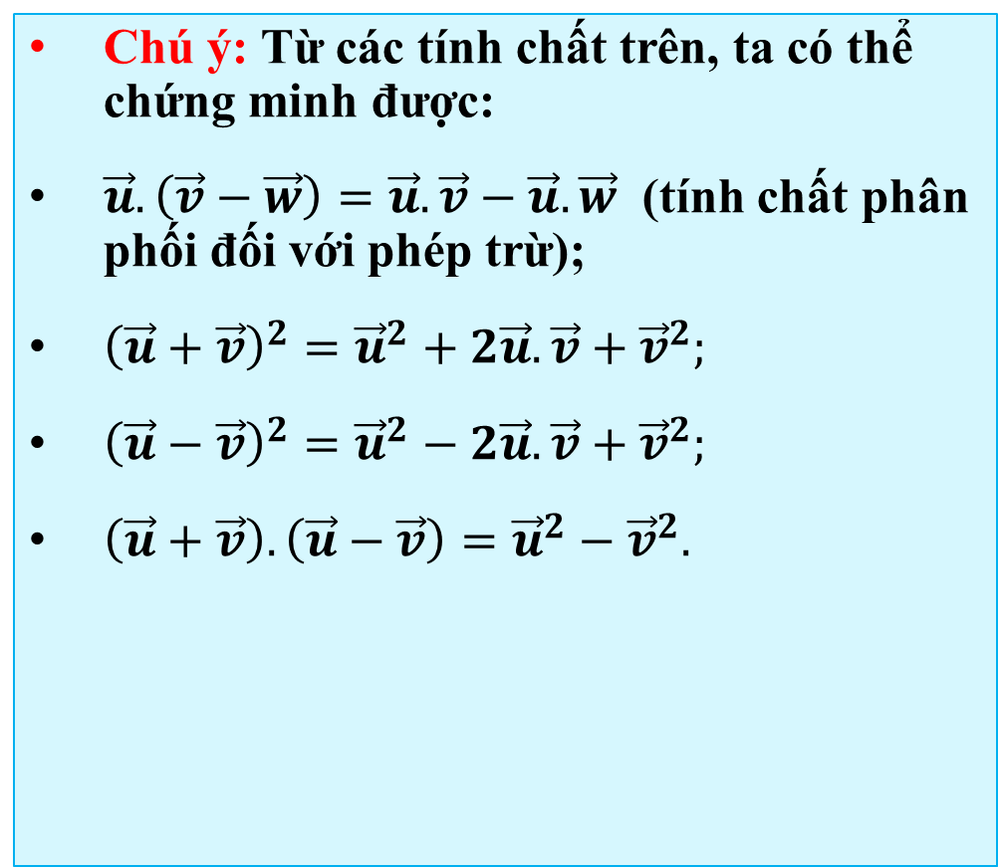 • Chú ý: Từ các tính chất trên, ta có thể
chứng minh được:
• $\vec{u}.(\vec{v} - \vec{w}) = \vec{u}.\vec{v} - \vec{u}.\vec{w}$ (tính chất phân
phối đối với phép trừ);
• $(\vec{u} + \vec{v})^2 = \vec{u}^2 + 2\vec{u}.\vec{v} + \vec{v}^2$;
• $(\vec{u} - \vec{v})^2 = \vec{u}^2 - 2\vec{u}.\vec{v} + \vec{v}^2$;
• $(\vec{u} + \vec{v}).(\vec{u} - \vec{v}) = \vec{u}^2 - \vec{v}^2$.